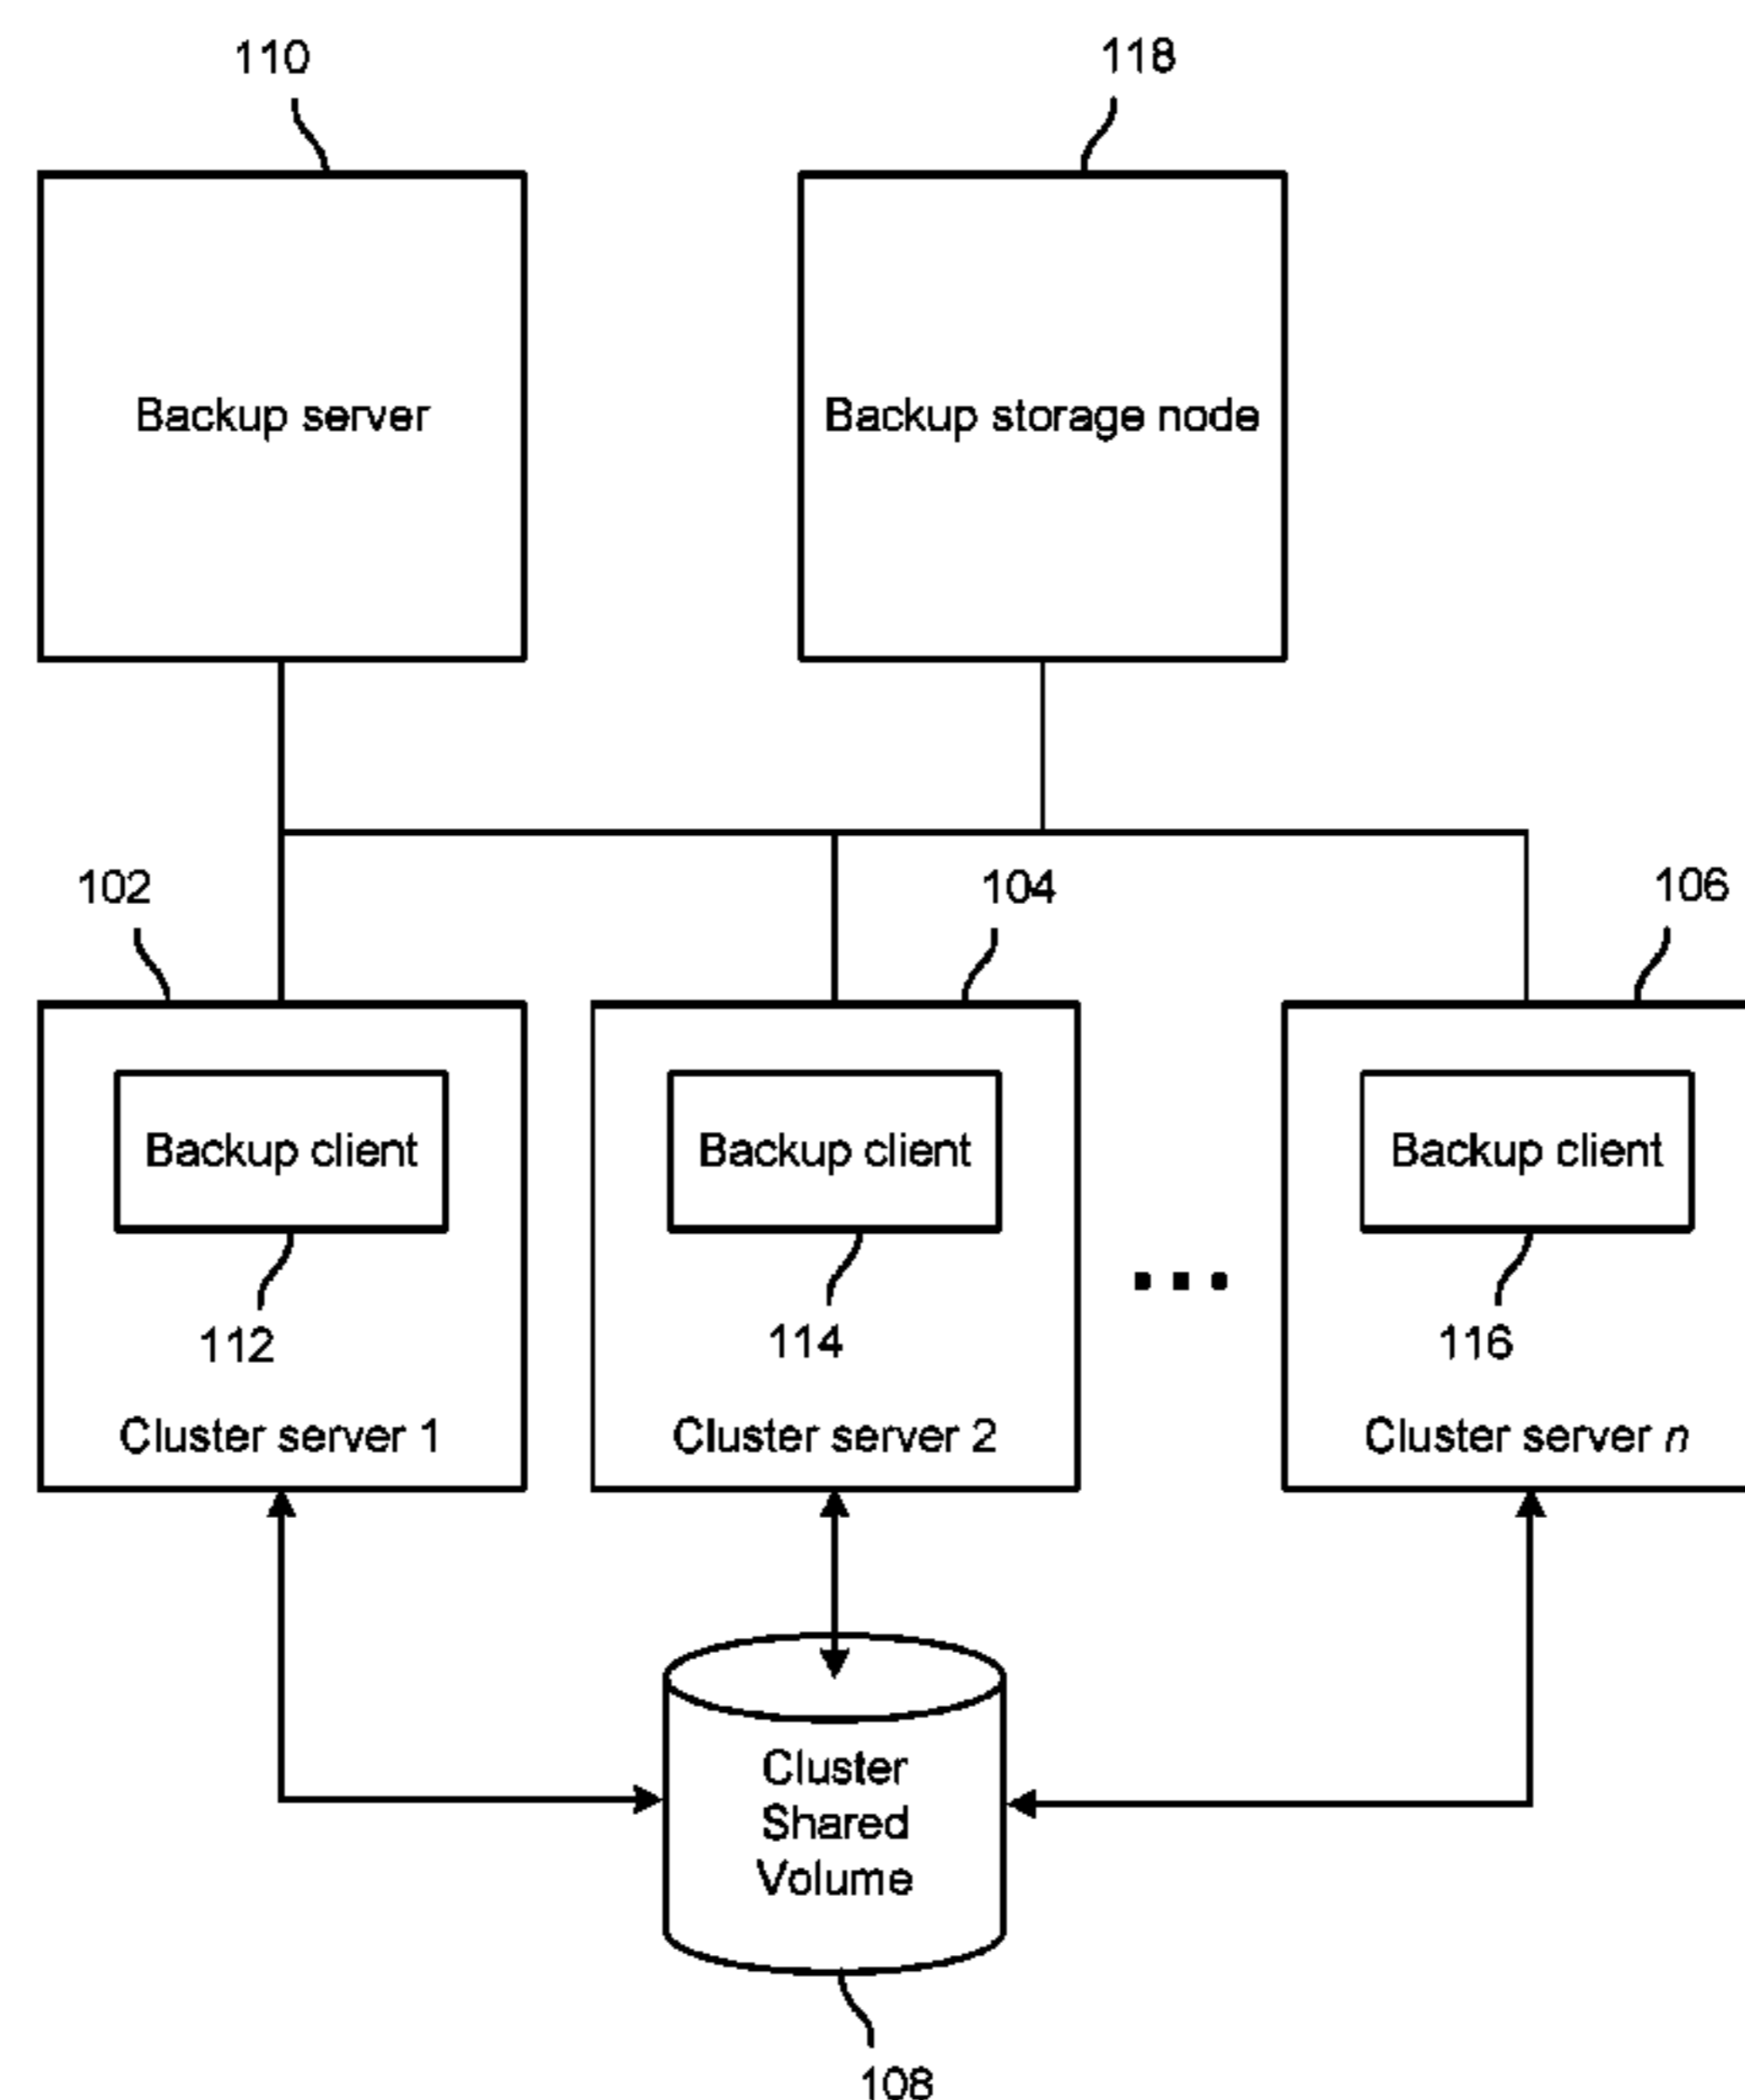 110
118
Backup server
Backup storage node
102
104
106
Backup client
Backup client
Backup client
112
114
116
Cluster server 1
Cluster server 2
Cluster server n
Cluster
Shared
Volume
108